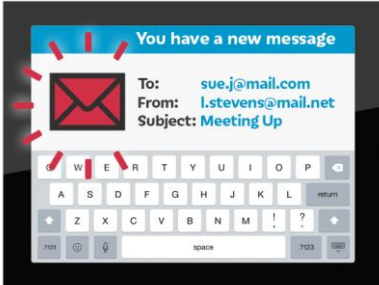 You have a new message
To: sue.j@mail.com
From: l.stevens@mail.net
Subject: Meeting Up
Q W E R T Y U I O P
A S D F G H J K L return
Z X C V B N M ! , ? .
.?123 space .?123